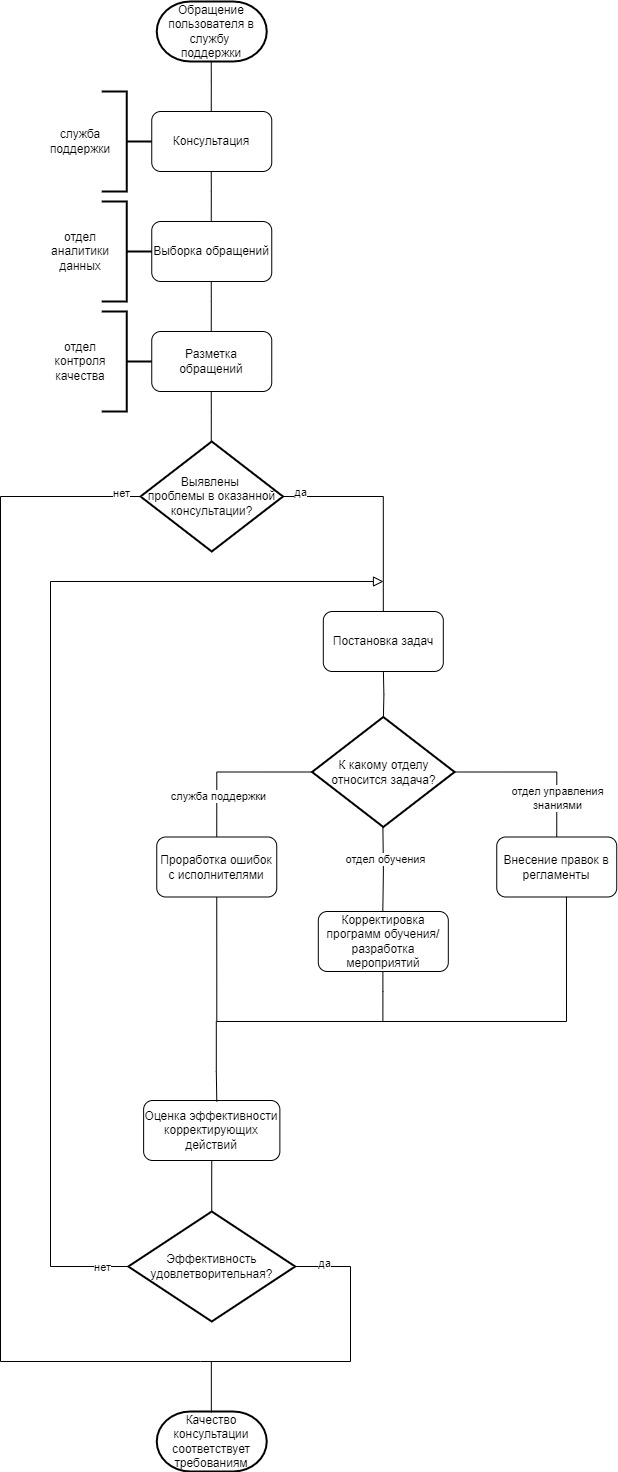 Обращение
пользователя в
службу
поддержки
служба
поддержки
Консультация
отдел
аналитики
данных
Выборка обращений
отдел
контроля
качества
Разметка
обращений
Выявлены
проблемы в оказанной
консультации?
нет
да
Постановка задач
К какому отделу
относится задача?
служба поддержки
отдел обучения
отдел управления
знаниями
Проработка ошибок
с исполнителями
Корректировка
программ обучения/
разработка
мероприятий
Внесение правок в
регламенты
Оценка эффективности
корректирующих
действий
Эффективность
удовлетворительная?
нет
да
Качество
консультации
соответствует
требованиям